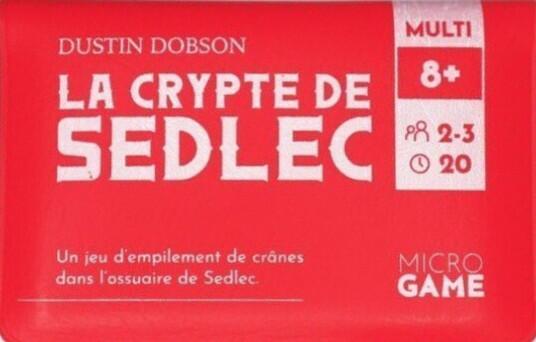 DUSTIN DOBSON
LA CRYPTE DE
SEDLEC
MULTI
8+
2-3
20
Un jeu d'empilement de crânes
dans l'ossuaire de Sedlec.
MICRO
GAME